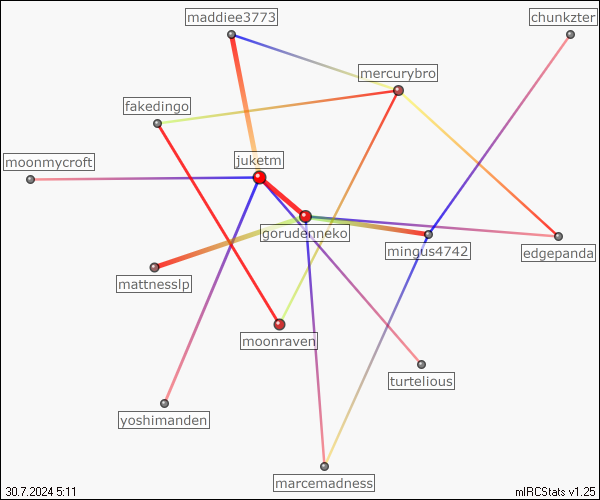 maddiee3773
chunkzter
mercurybro
fakedingo
moonmycroft
juketm
gorudenneko
mingus4742
edgepanda
mattnesslp
moonraven
turtelious
yoshimanden
marcemadness
30.7.2024 5:11
mIRCStats v1.25